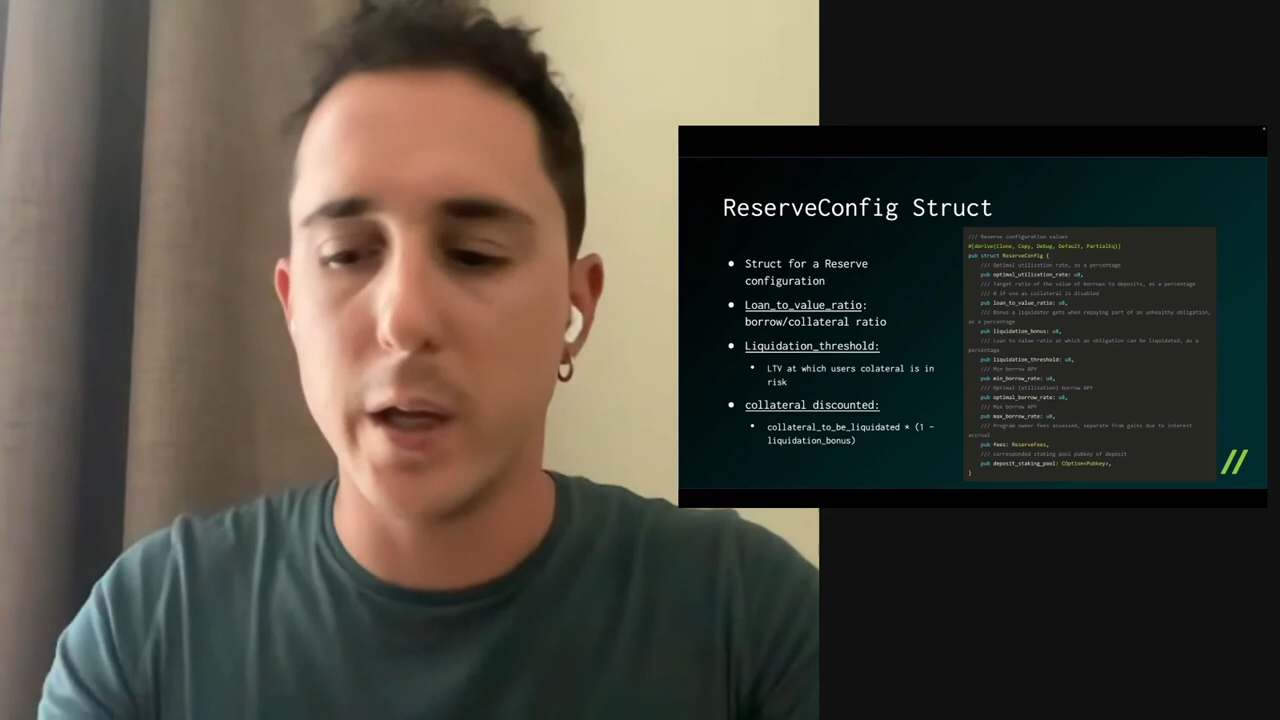 ReserveConfig Struct
Struct for a Reserve
configuration
Loan_to_value_ratio:
borrow/collateral ratio
Liquidation_threshold:
LTV at which users colateral is in
risk
collateral discounted:
collateral_to_be_liquidated * (1 -
liquidation_bonus)
/// Reserve configuration values
#[derive(Clone, Copy, Debug, Default, PartialEq)]
pub struct ReserveConfig {
/// Optimal utilization rate, as a percentage
pub optimal_utilization_rate: u8,
/// Target ratio of the value of borrows to deposits, as a percentage
/// 0 if use as collateral is disabled
pub loan_to_value_ratio: u8,
/// Bonus a liquidator gets when repaying part of an unhealthy obligation,
as a percentage
pub liquidation_bonus: u8,
/// Loan to value ratio at which an obligation can be liquidated, as a
percentage
pub liquidation_threshold: u8,
/// Min borrow APY
pub min_borrow_rate: u8,
/// Optimal (utilization) borrow APY
pub optimal_borrow_rate: u8,
/// Max borrow APY
pub max_borrow_rate: u8,
/// Program owner fees assessed, separate from gains due to interest
accrual
pub fees: ReserveFees,
/// corresponded staking pool pubkey of deposit
pub deposit_staking_pool: COption<Pubkey>,
}